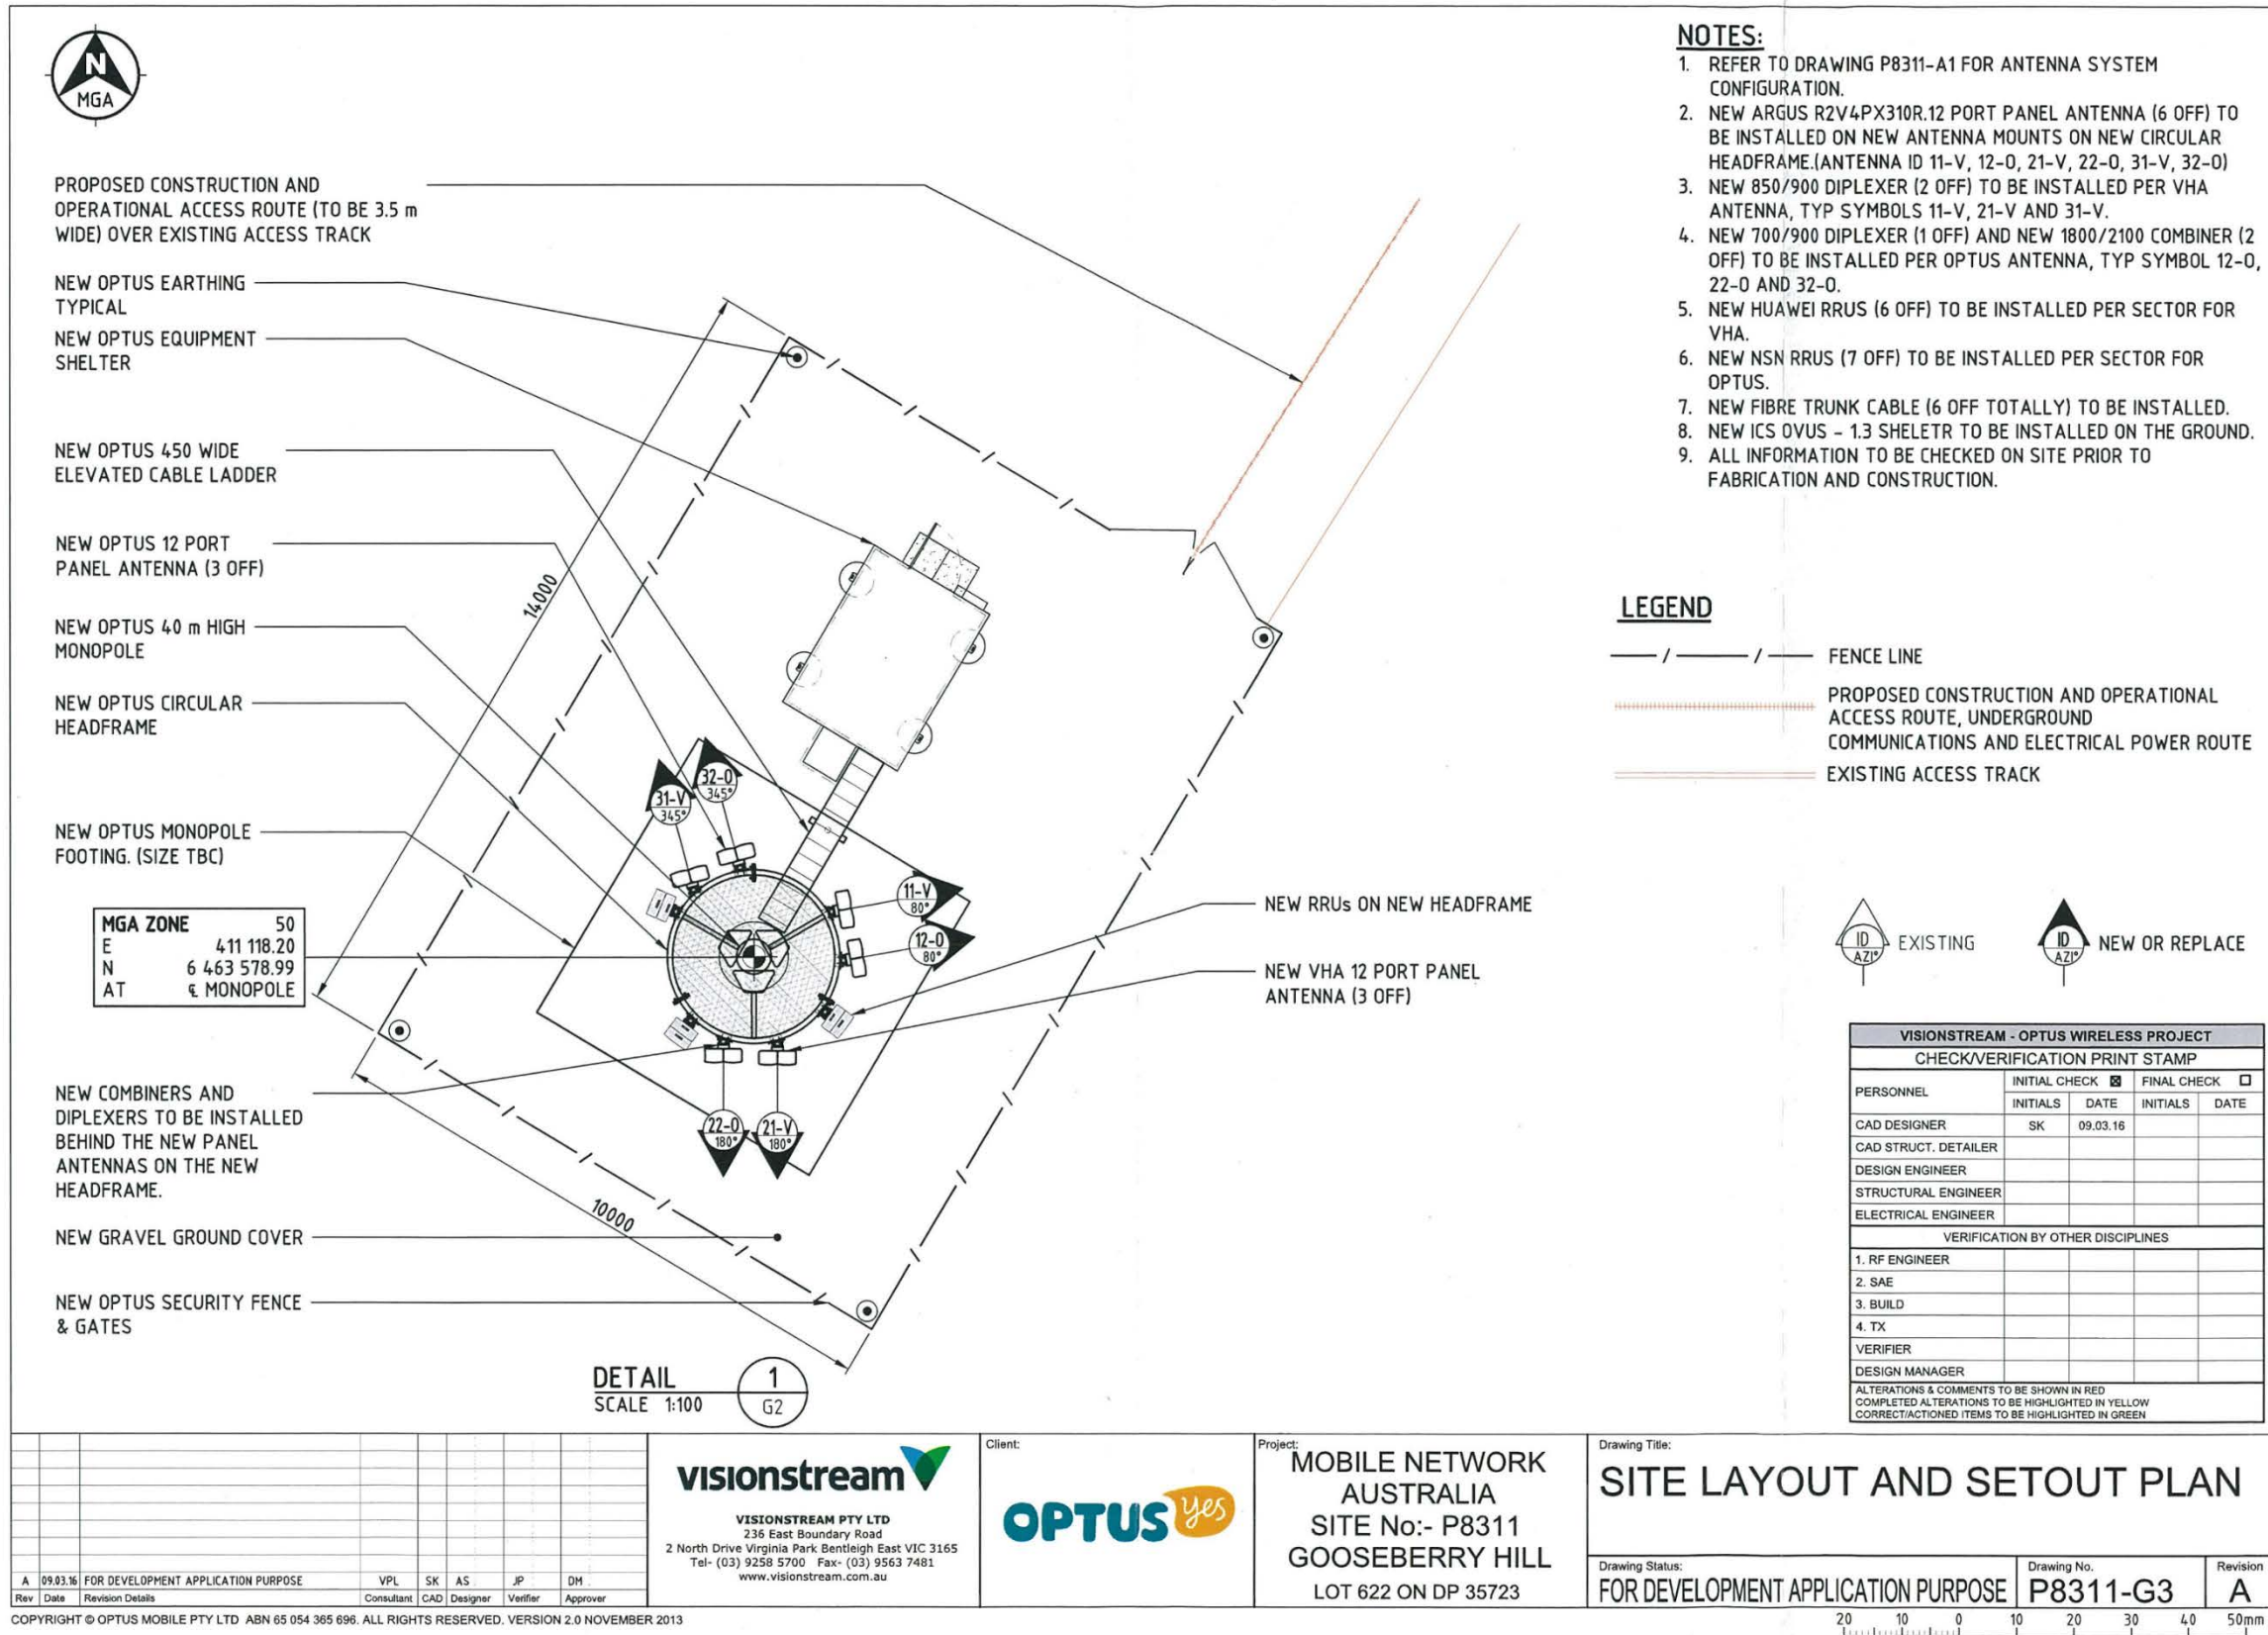 N
MGA
PROPOSED CONSTRUCTION AND
OPERATIONAL ACCESS ROUTE (TO BE 3.5 m
WIDE) OVER EXISTING ACCESS TRACK
NEW OPTUS EARTHING
TYPICAL
NEW OPTUS EQUIPMENT
SHELTER
NEW OPTUS 450 WIDE
ELEVATED CABLE LADDER
NEW OPTUS 12 PORT
PANEL ANTENNA (3 OFF)
NEW OPTUS 40 m HIGH
MONOPOLE
NEW OPTUS CIRCULAR
HEADFRAME
NEW OPTUS MONOPOLE
FOOTING. (SIZE TBC)
MGA ZONE 50
E 411 118.20
N 6 463 578.99
AT ℄ MONOPOLE
NEW COMBINERS AND
DIPLEXERS TO BE INSTALLED
BEHIND THE NEW PANEL
ANTENNAS ON THE NEW
HEADFRAME.
NEW GRAVEL GROUND COVER
NEW OPTUS SECURITY FENCE
& GATES
14000
10000
32-O
345°
31-V
345°
11-V
80°
12-O
80°
22-O
180°
21-V
180°
NEW RRUs ON NEW HEADFRAME
NEW VHA 12 PORT PANEL
ANTENNA (3 OFF)
DETAIL 1
SCALE 1:100 G2
NOTES:
1. REFER TO DRAWING P8311-A1 FOR ANTENNA SYSTEM
CONFIGURATION.
2. NEW ARGUS R2V4PX310R.12 PORT PANEL ANTENNA (6 OFF) TO
BE INSTALLED ON NEW ANTENNA MOUNTS ON NEW CIRCULAR
HEADFRAME.(ANTENNA ID 11-V, 12-O, 21-V, 22-O, 31-V, 32-O)
3. NEW 850/900 DIPLEXER (2 OFF) TO BE INSTALLED PER VHA
ANTENNA, TYP SYMBOLS 11-V, 21-V AND 31-V.
4. NEW 700/900 DIPLEXER (1 OFF) AND NEW 1800/2100 COMBINER (2
OFF) TO BE INSTALLED PER OPTUS ANTENNA, TYP SYMBOL 12-O,
22-O AND 32-O.
5. NEW HUAWEI RRUS (6 OFF) TO BE INSTALLED PER SECTOR FOR
VHA.
6. NEW NSN RRUS (7 OFF) TO BE INSTALLED PER SECTOR FOR
OPTUS.
7. NEW FIBRE TRUNK CABLE (6 OFF TOTALLY) TO BE INSTALLED.
8. NEW ICS OVUS - 1.3 SHELETR TO BE INSTALLED ON THE GROUND.
9. ALL INFORMATION TO BE CHECKED ON SITE PRIOR TO
FABRICATION AND CONSTRUCTION.
LEGEND
FENCE LINE
PROPOSED CONSTRUCTION AND OPERATIONAL
ACCESS ROUTE, UNDERGROUND
COMMUNICATIONS AND ELECTRICAL POWER ROUTE
EXISTING ACCESS TRACK
ID
AZI°
EXISTING
ID
AZI°
NEW OR REPLACE
VISIONSTREAM - OPTUS WIRELESS PROJECT
CHECK/VERIFICATION PRINT STAMP
PERSONNEL INITIAL CHECK ☒ FINAL CHECK ☐
INITIALS DATE INITIALS DATE
CAD DESIGNER SK 09.03.16
CAD STRUCT. DETAILER
DESIGN ENGINEER
STRUCTURAL ENGINEER
ELECTRICAL ENGINEER
VERIFICATION BY OTHER DISCIPLINES
1. RF ENGINEER
2. SAE
3. BUILD
4. TX
VERIFIER
DESIGN MANAGER
ALTERATIONS & COMMENTS TO BE SHOWN IN RED
COMPLETED ALTERATIONS TO BE HIGHLIGHTED IN YELLOW
CORRECT/ACTIONED ITEMS TO BE HIGHLIGHTED IN GREEN
A 09.03.16 FOR DEVELOPMENT APPLICATION PURPOSE VPL SK AS JP DM
Rev Date Revision Details Consultant CAD Designer Verifier Approver
visionstream
VISIONSTREAM PTY LTD
236 East Boundary Road
2 North Drive Virginia Park Bentleigh East VIC 3165
Tel- (03) 9258 5700 Fax- (03) 9563 7481
www.visionstream.com.au
Client:
OPTUS yes
Project:
MOBILE NETWORK
AUSTRALIA
SITE No:- P8311
GOOSEBERRY HILL
LOT 622 ON DP 35723
Drawing Title:
SITE LAYOUT AND SETOUT PLAN
Drawing Status:
FOR DEVELOPMENT APPLICATION PURPOSE
Drawing No.
P8311-G3
Revision
A
COPYRIGHT © OPTUS MOBILE PTY LTD ABN 65 054 365 696. ALL RIGHTS RESERVED. VERSION 2.0 NOVEMBER 2013
20 10 0 10 20 30 40 50mm